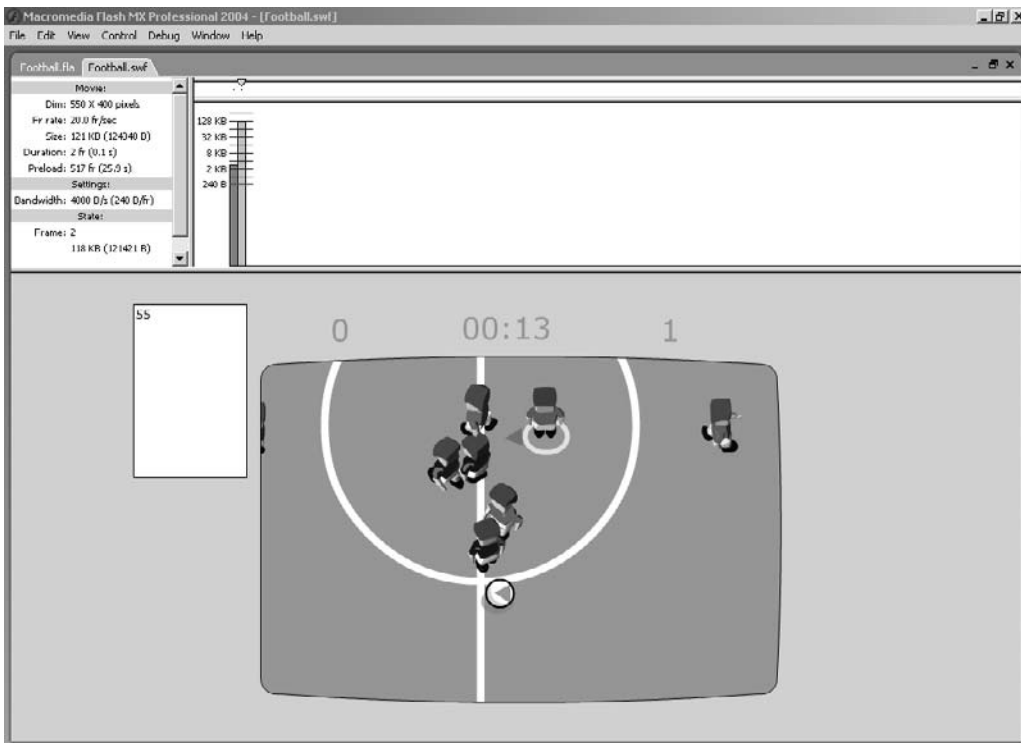 Macromedia Flash MX Professional 2004 - [Football.swf]
File Edit View Control Debug Window Help
Football.fla Football.swf
Movie:
Dim: 550 X 400 pixels
Fr rate: 20.0 fr/sec
Size: 121 KB (124340 B)
Duration: 2 fr (0.1 s)
Preload: 517 fr (25.9 s)
Settings:
Bandwidth: 4800 B/s (240 B/fr)
State:
Frame: 2
118 KB (121421 B)
128 KB
32 KB
8 KB
2 KB
240 B
55
0 00:13 1